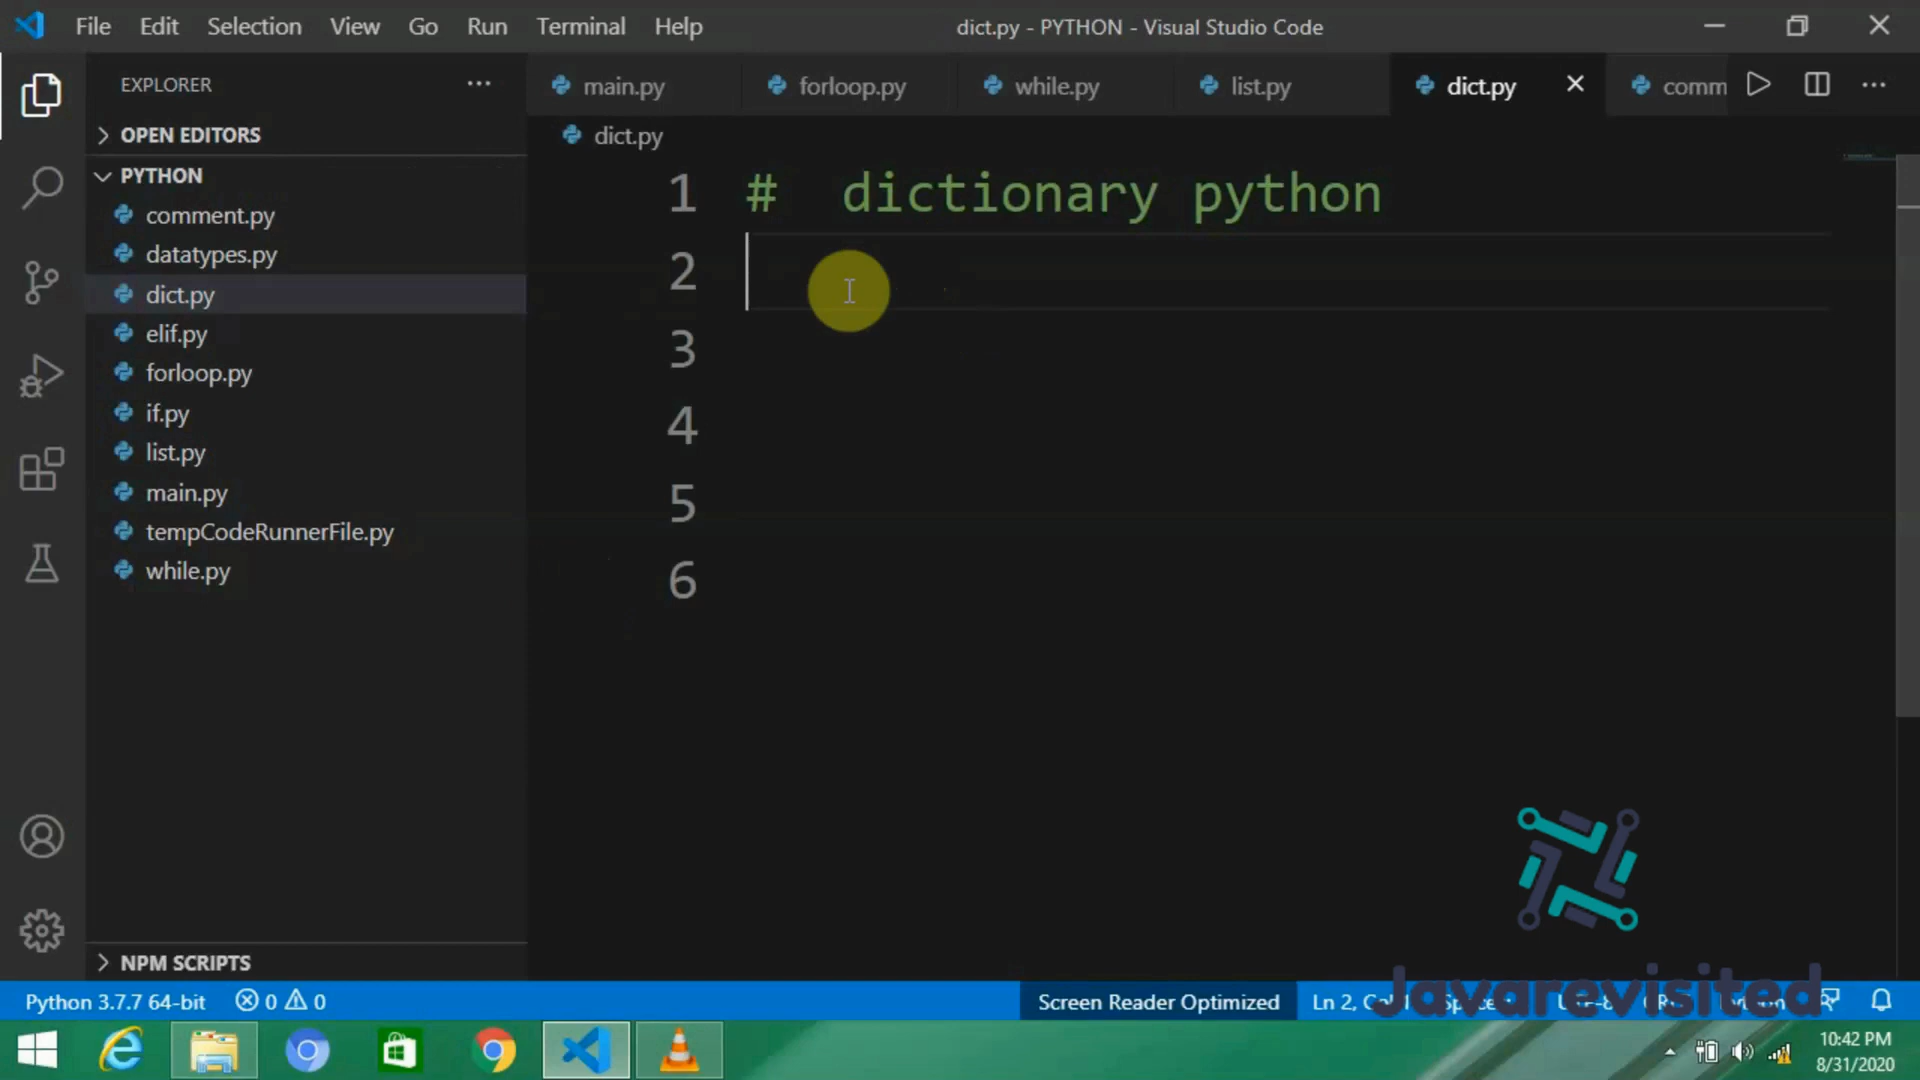 File Edit Selection View Go Run Terminal Help
dict.py - PYTHON - Visual Studio Code
EXPLORER
main.py forloop.py while.py list.py dict.py comm
OPEN EDITORS
dict.py
PYTHON
comment.py
datatypes.py
dict.py
elif.py
forloop.py
if.py
list.py
main.py
tempCodeRunnerFile.py
while.py
1 # dictionary python
2
3
4
5
6
NPM SCRIPTS
Javarevisited
Python 3.7.7 64-bit 0 0
Screen Reader Optimized Ln 2,
10:42 PM
8/31/2020